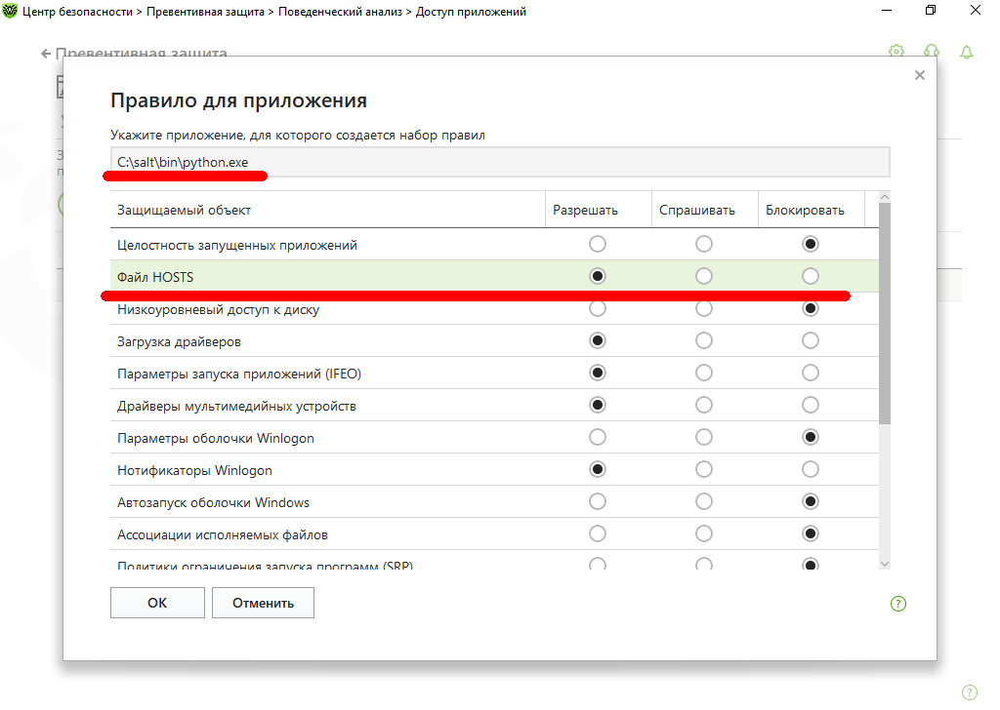 Центр безопасности > Превентивная защита > Поведенческий анализ > Доступ приложений
Превентивная защита
Правило для приложения
Укажите приложение, для которого создается набор правил
C:\salt\bin\python.exe
Защищаемый объект Разрешать Спрашивать Блокировать
Целостность запущенных приложений
Файл HOSTS
Низкоуровневый доступ к диску
Загрузка драйверов
Параметры запуска приложений (IFEO)
Драйверы мультимедийных устройств
Параметры оболочки Winlogon
Нотификаторы Winlogon
Автозапуск оболочки Windows
Ассоциации исполняемых файлов
Политики ограничения запуска программ (SRP)
ОК Отменить